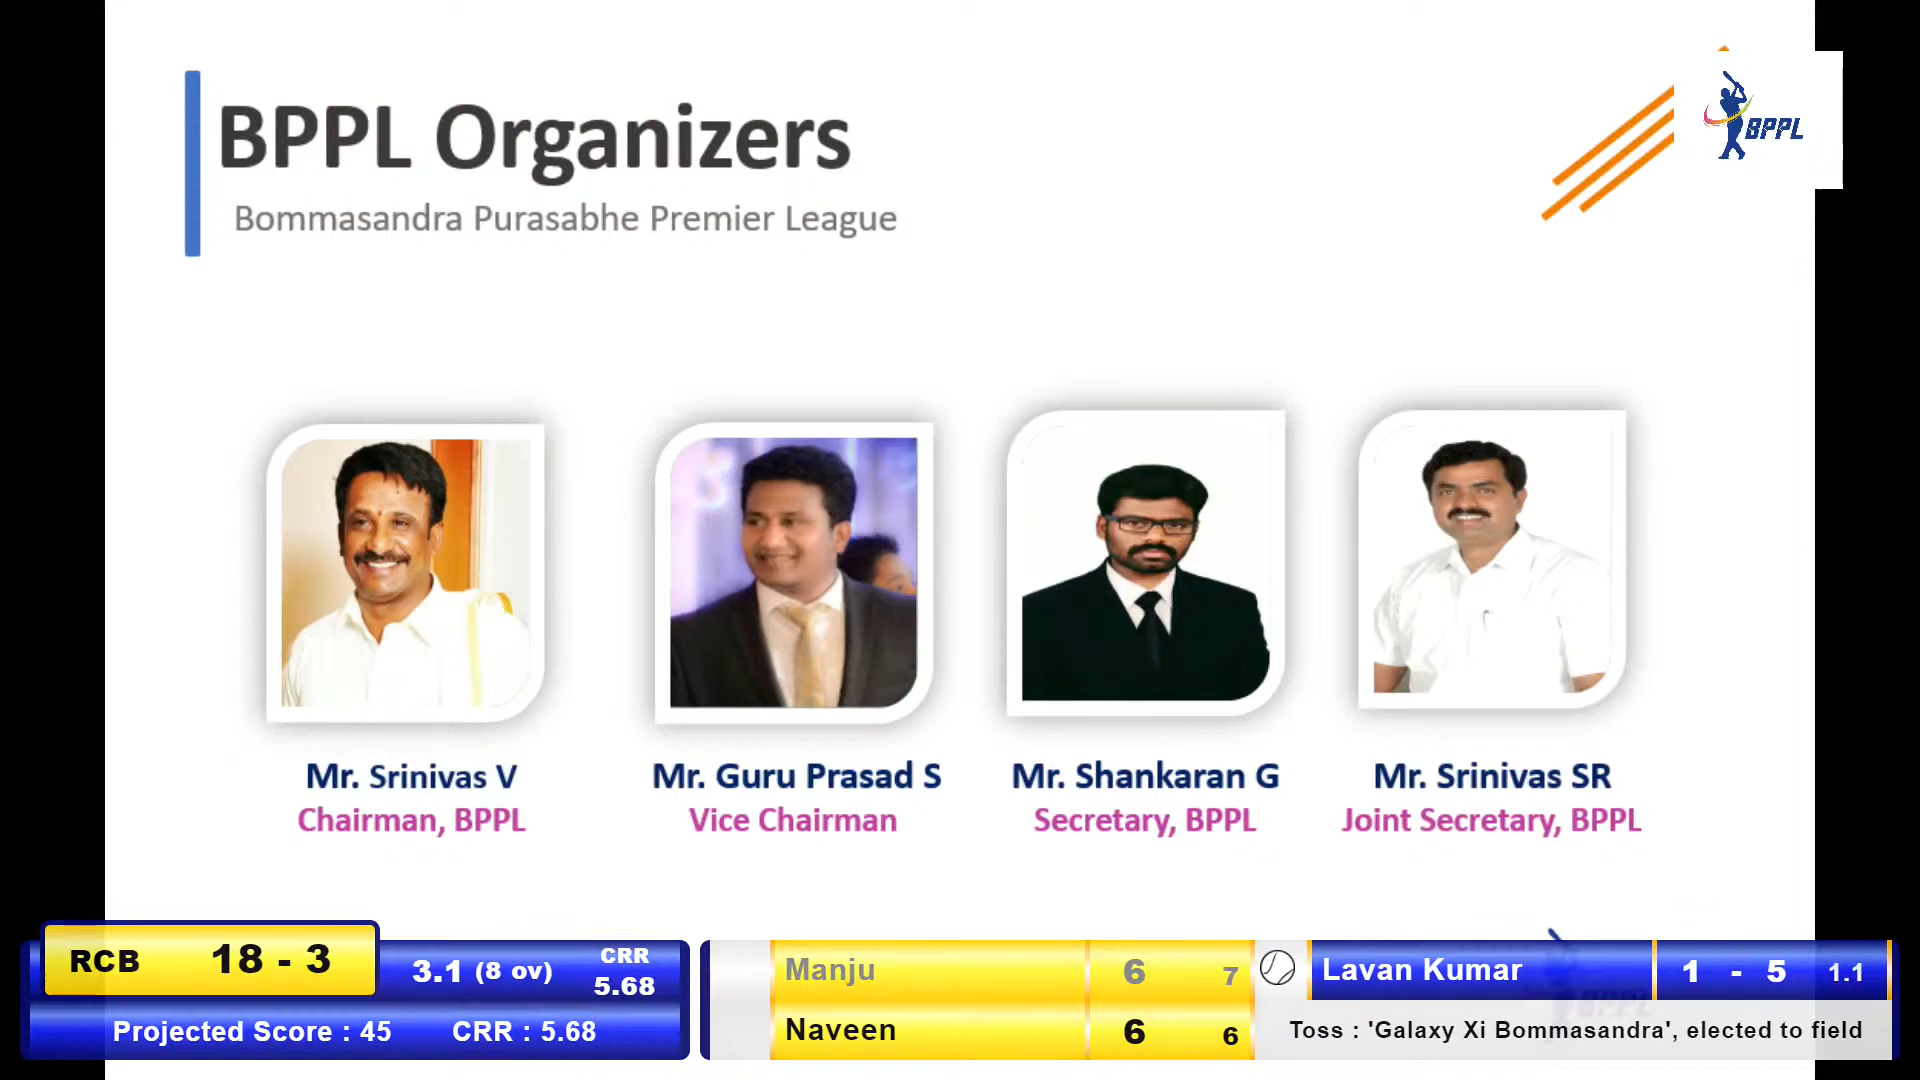 BPPL Organizers
Bommasandra Purasabhe Premier League
BPPL
Mr. Srinivas V
Chairman, BPPL
Mr. Guru Prasad S
Vice Chairman
Mr. Shankaran G
Secretary, BPPL
Mr. Srinivas SR
Joint Secretary, BPPL
RCB 18 - 3
3.1 (8 ov)
CRR
5.68
Projected Score : 45 CRR : 5.68
Manju 6 7
Naveen 6 6
Lavan Kumar 1 - 5 1.1
Toss : 'Galaxy Xi Bommasandra', elected to field
BPPL